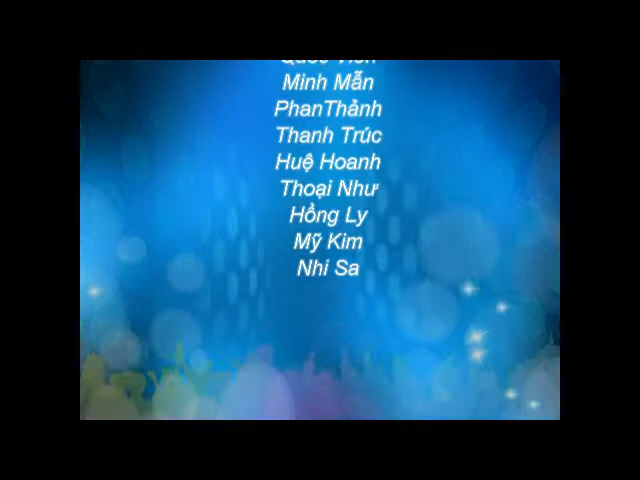 Minh Mẫn
PhanThảnh
Thanh Trúc
Huệ Hoanh
Thoại Như
Hồng Ly
Mỹ Kim
Nhi Sa